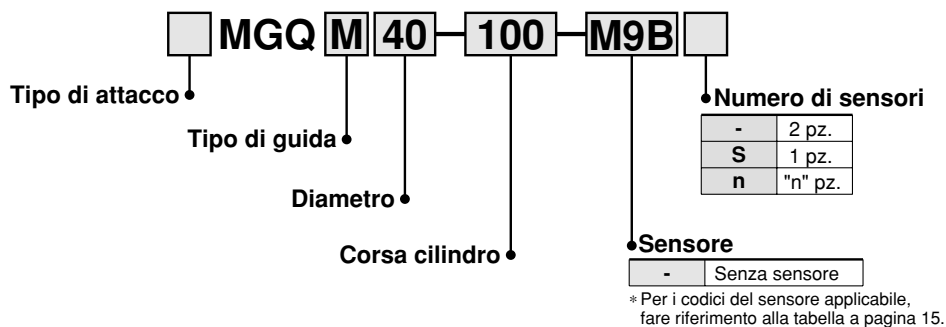 MGQ M 40-100-M9B
Tipo di attacco
Numero di sensori
- 2 pz.
S 1 pz.
n "n" pz.
Tipo di guida
Diametro
Corsa cilindro
Sensore
- Senza sensore
* Per i codici del sensore applicabile,
fare riferimento alla tabella a pagina 15.